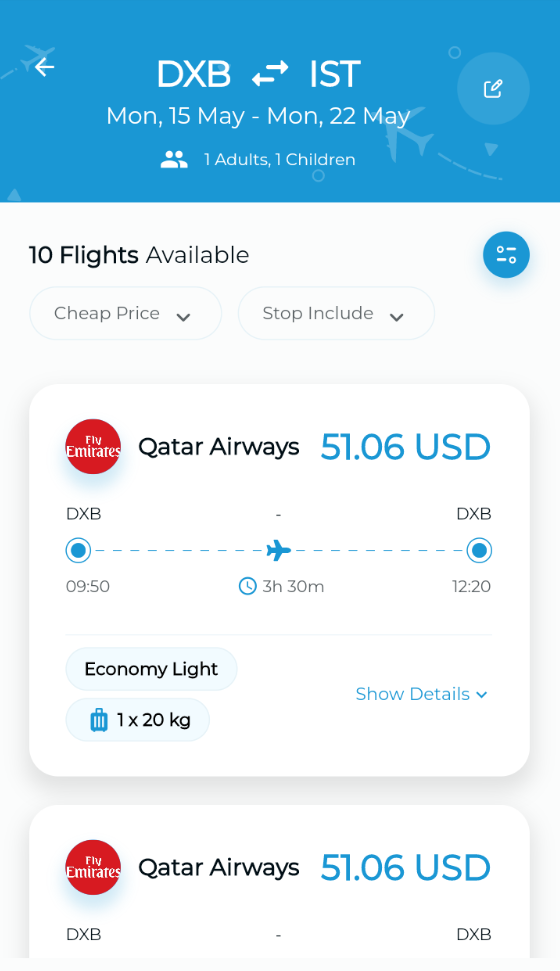 DXB IST
Mon, 15 May - Mon, 22 May
1 Adults, 1 Children
10 Flights Available
Cheap Price Stop Include
Fly
Emirates
Qatar Airways 51.06 USD
DXB - DXB
09:50 3h 30m 12:20
Economy Light
Show Details
1 x 20 kg
Fly
Emirates
Qatar Airways 51.06 USD
DXB - DXB